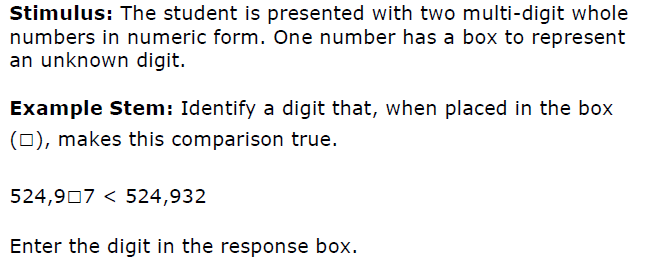 Stimulus: The student is presented with two multi-digit whole
numbers in numeric form. One number has a box to represent
an unknown digit.
Example Stem: Identify a digit that, when placed in the box
(□), makes this comparison true.
524,9□7 < 524,932
Enter the digit in the response box.